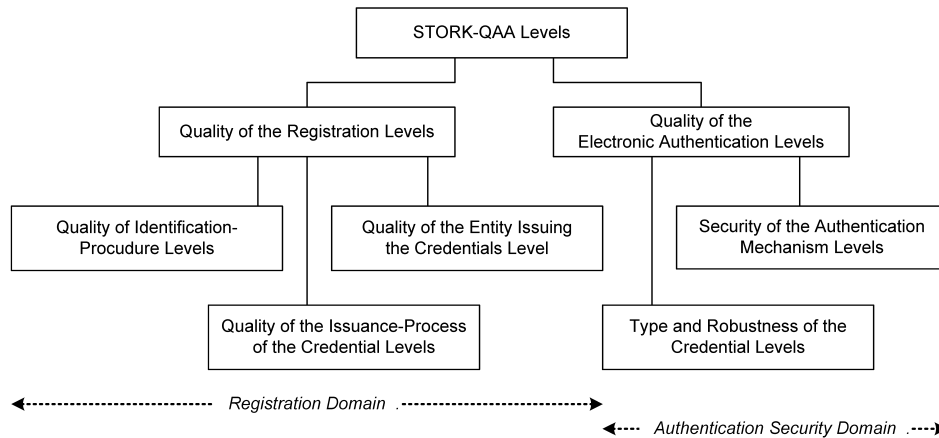 STORK-QAA Levels
Quality of the Registration Levels
Quality of the
Electronic Authentication Levels
Quality of Identification-
Procudure Levels
Quality of the Entity Issuing
the Credentials Level
Security of the Authentication
Mechanism Levels
Quality of the Issuance-Process
of the Credential Levels
Type and Robustness of the
Credential Levels
Registration Domain .
Authentication Security Domain .